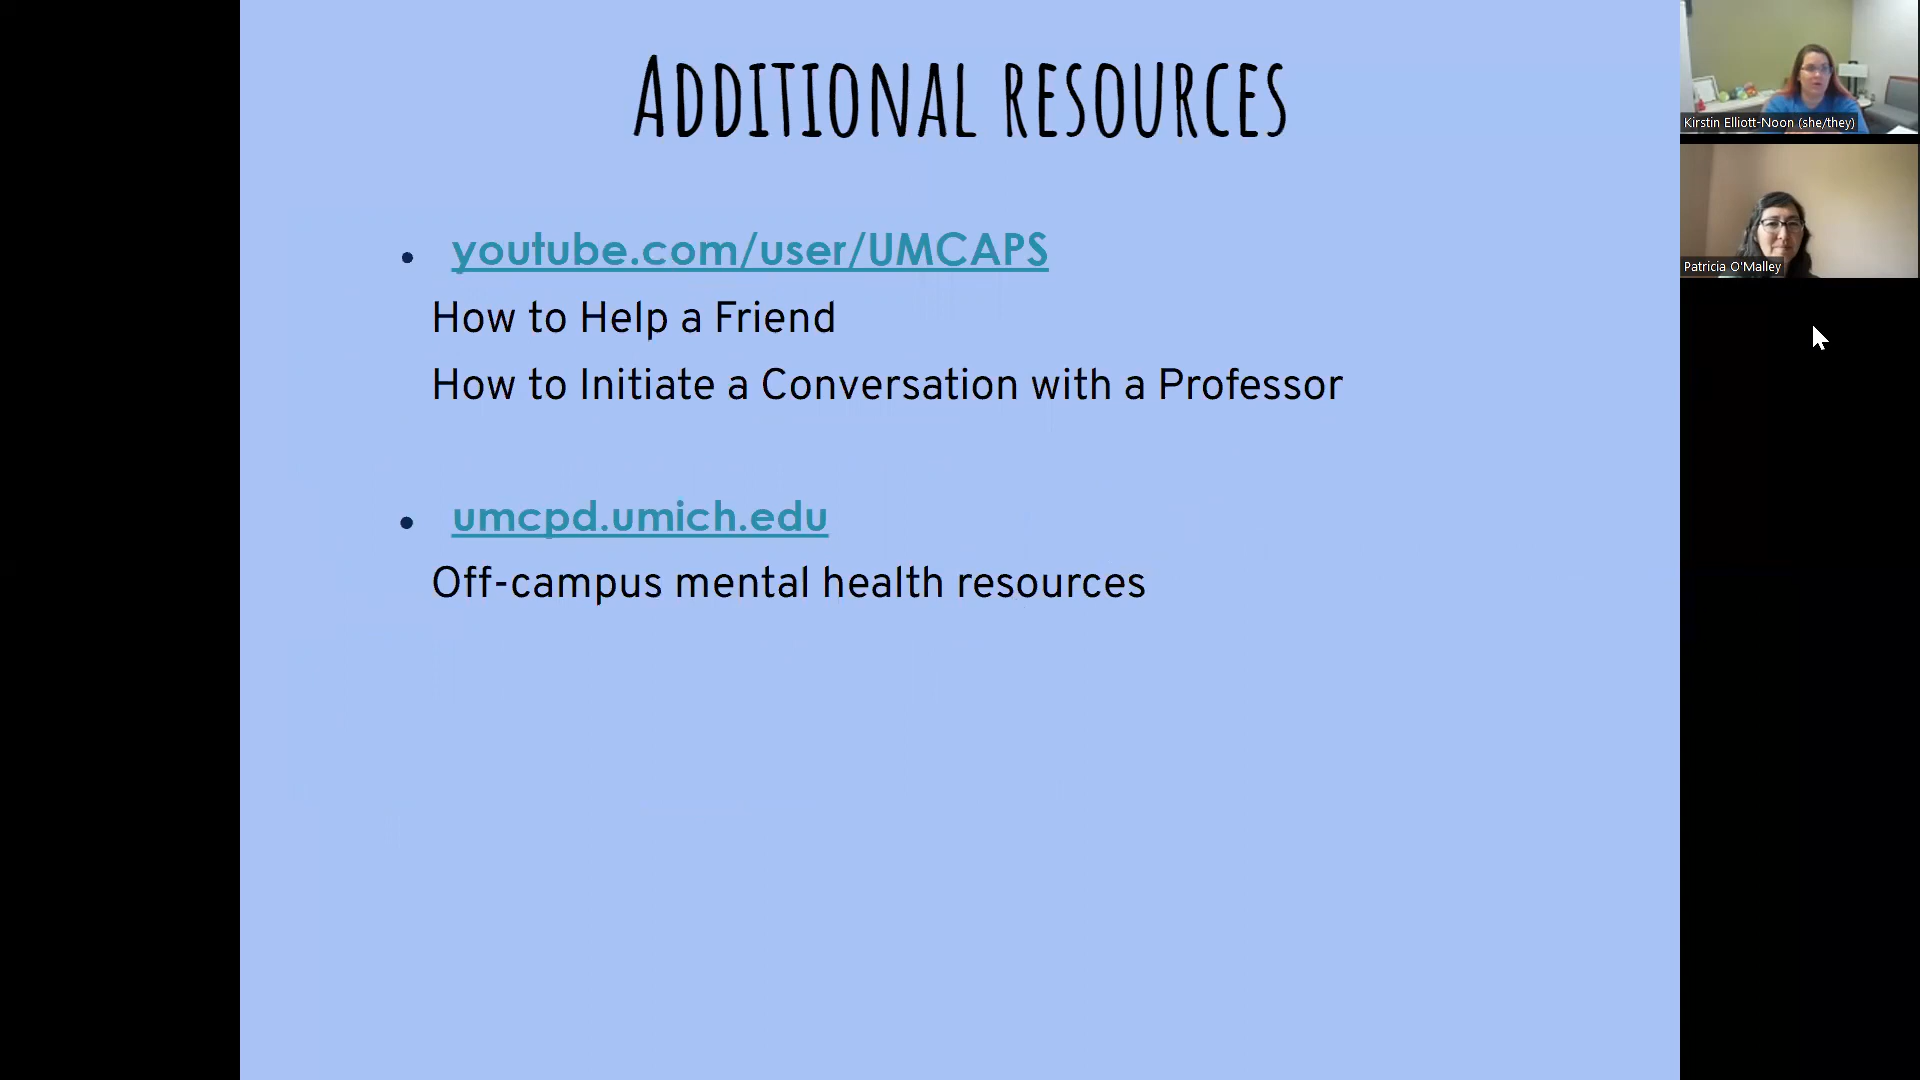 Additional resources
youtube.com/user/UMCAPS
How to Help a Friend
How to Initiate a Conversation with a Professor
umcpd.umich.edu
Off-campus mental health resources
Kirstin Elliott-Noon (she/they)
Patricia O'Malley